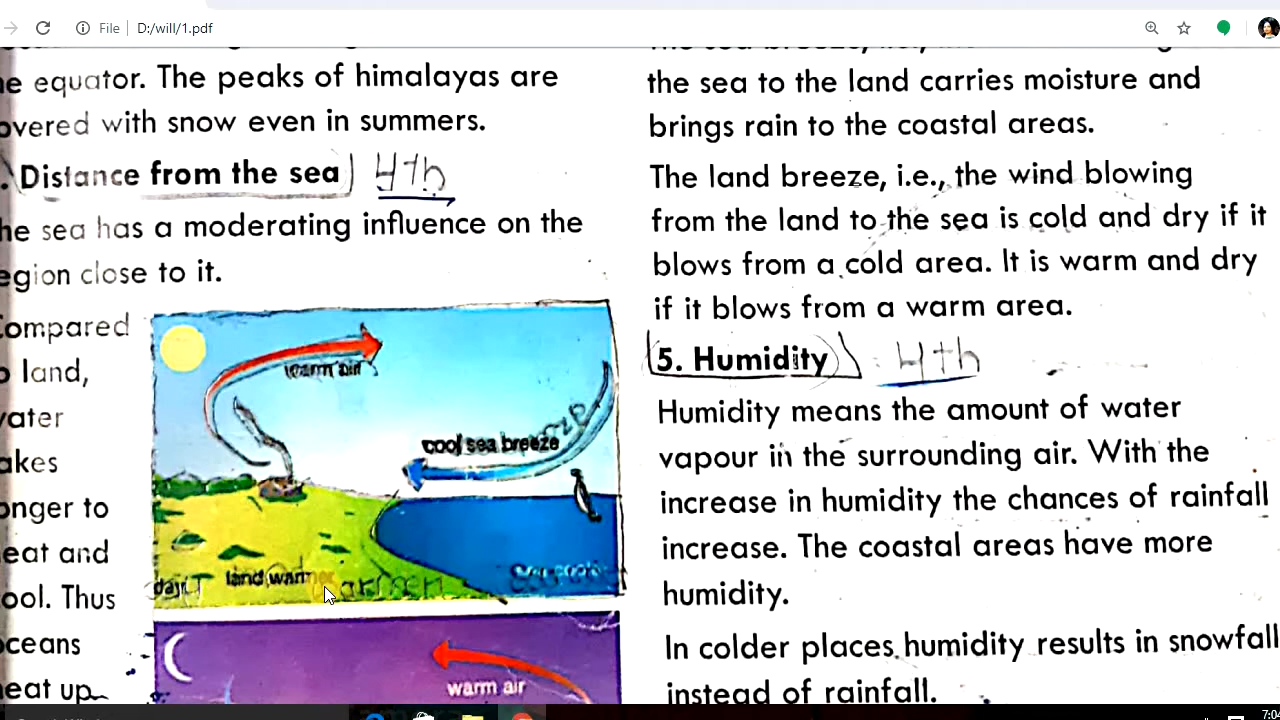 File | D:/will/1.pdf
e equator. The peaks of himalayas are
overed with snow even in summers.
. Distance from the sea 4th
he sea has a moderating influence on the
egion close to it.
ompared
o land,
ater
akes
onger to
eat and
ool. Thus
ceans
eat up
warm air
cool sea breeze
day
land warmer
warm air
the sea to the land carries moisture and
brings rain to the coastal areas.
The land breeze, i.e., the wind blowing
from the land to the sea is cold and dry if it
blows from a cold area. It is warm and dry
if it blows from a warm area.
5. Humidity 4th
Humidity means the amount of water
vapour in the surrounding air. With the
increase in humidity the chances of rainfall
increase. The coastal areas have more
humidity.
In colder places humidity results in snowfall
instead of rainfall.
7:04